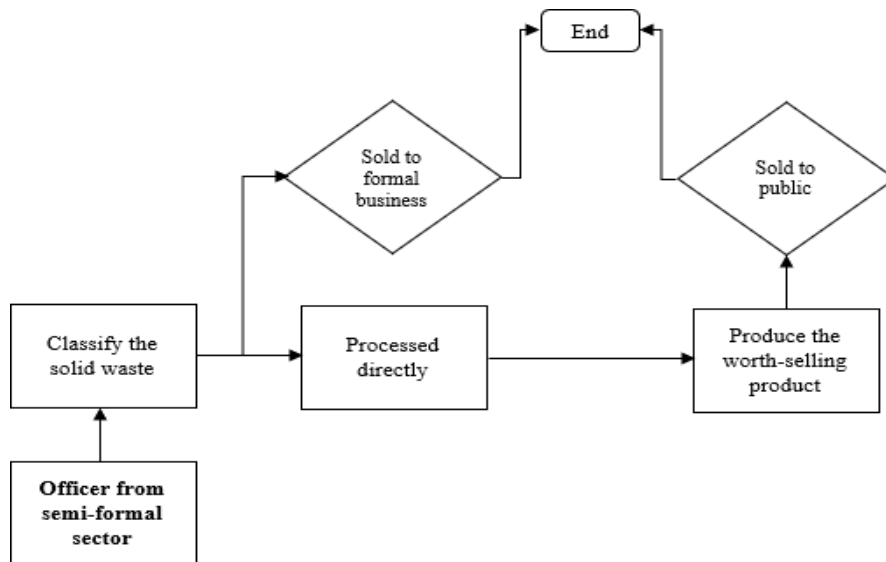 End
Sold to
formal
business
Sold to
public
Classify the
solid waste
Processed
directly
Produce the
worth-selling
product
Officer from
semi-formal
sector